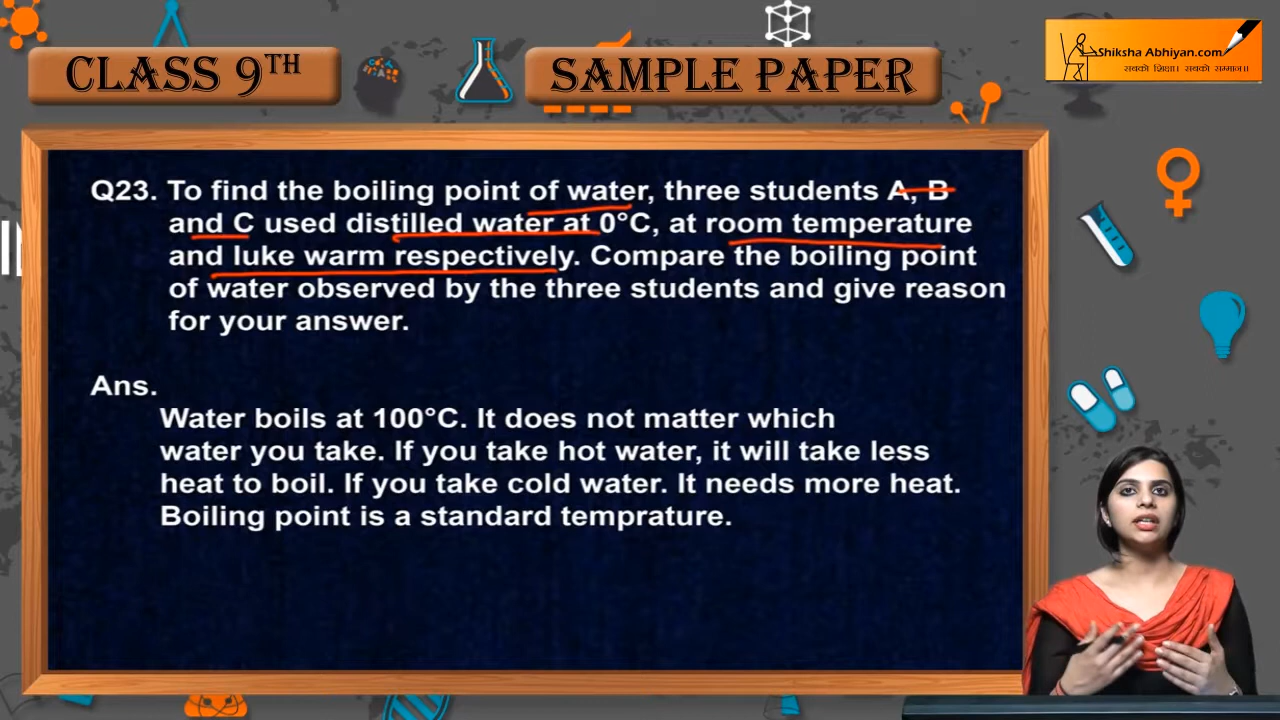 CLASS 9TH
SAMPLE PAPER
Shiksha Abhiyan.com
सबको शिक्षा। सबको सम्मान॥
Q23. To find the boiling point of water, three students A, B
and C used distilled water at 0°C, at room temperature
and luke warm respectively. Compare the boiling point
of water observed by the three students and give reason
for your answer.
Ans.
Water boils at 100°C. It does not matter which
water you take. If you take hot water, it will take less
heat to boil. If you take cold water. It needs more heat.
Boiling point is a standard temprature.